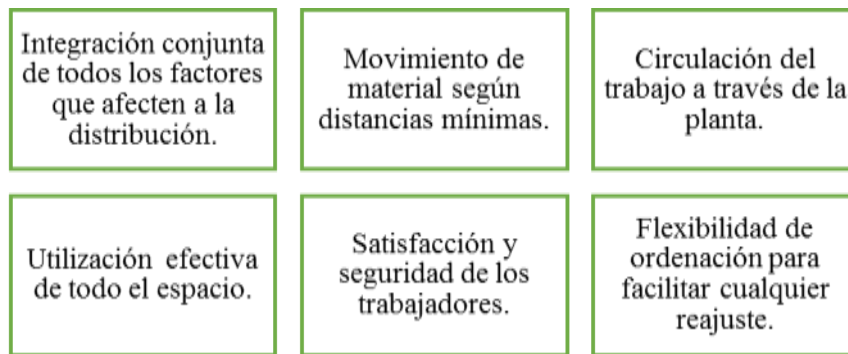 Integración conjunta
de todos los factores
que afecten a la
distribución.
Movimiento de
material según
distancias mínimas.
Circulación del
trabajo a través de la
planta.
Utilización efectiva
de todo el espacio.
Satisfacción y
seguridad de los
trabajadores.
Flexibilidad de
ordenación para
facilitar cualquier
reajuste.